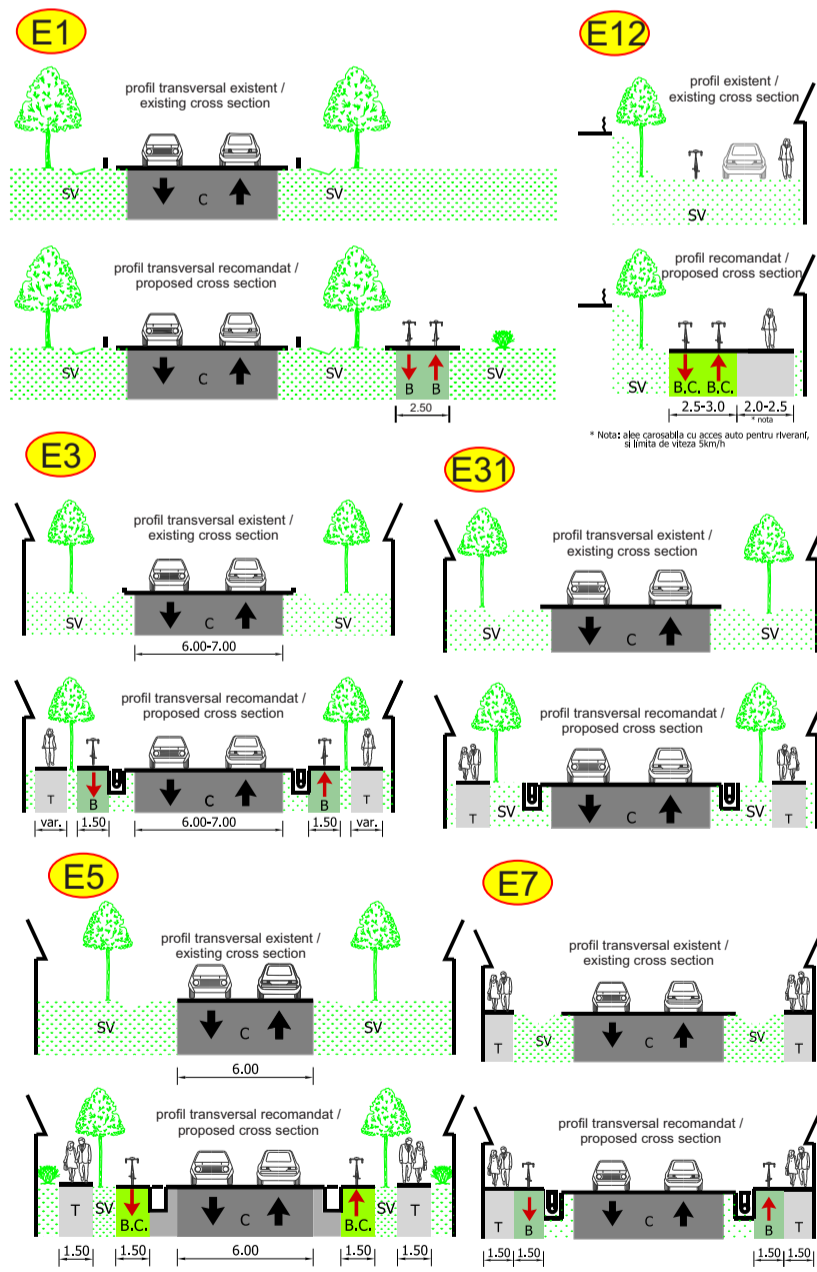 E1
profil transversal existent /
existing cross section
SV
C
SV
profil transversal recomandat /
proposed cross section
SV
C
SV
B
B
SV
2.50
E12
profil existent /
existing cross section
SV
profil recomandat /
proposed cross section
SV
B.C.
B.C.
2.5-3.0
2.0-2.5
* nota
* Nota: alee carosabila cu acces auto pentru riverani,
si limita de viteza 5km/h
E3
profil transversal existent /
existing cross section
SV
C
SV
6.00-7.00
profil transversal recomandat /
proposed cross section
T
B
C
B
T
var.
1.50
6.00-7.00
1.50
var.
E31
profil transversal existent /
existing cross section
SV
C
SV
profil transversal recomandat /
proposed cross section
T
SV
C
SV
T
E5
profil transversal existent /
existing cross section
SV
C
SV
6.00
profil transversal recomandat /
proposed cross section
T
SV
B.C.
C
B.C.
SV
T
1.50
1.50
6.00
1.50
1.50
E7
profil transversal existent /
existing cross section
T
SV
C
SV
T
profil transversal recomandat /
proposed cross section
T
B
C
B
T
1.50
1.50
1.50
1.50